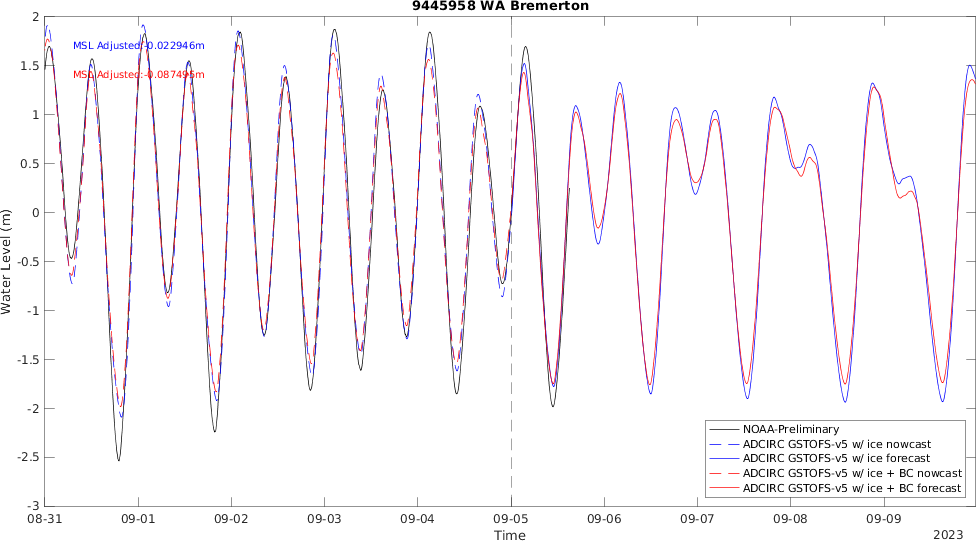 9445958 WA Bremerton
2
1.5
1
0.5
0
-0.5
-1
-1.5
-2
-2.5
-3
Water Level (m)
MSL Adjusted:-0.022946m
MSL Adjusted:-0.087495m
NOAA-Preliminary
ADCIRC GSTOFS-v5 w/ ice nowcast
ADCIRC GSTOFS-v5 w/ ice forecast
ADCIRC GSTOFS-v5 w/ ice + BC nowcast
ADCIRC GSTOFS-v5 w/ ice + BC forecast
08-31 09-01 09-02 09-03 09-04 09-05 09-06 09-07 09-08 09-09
Time
2023